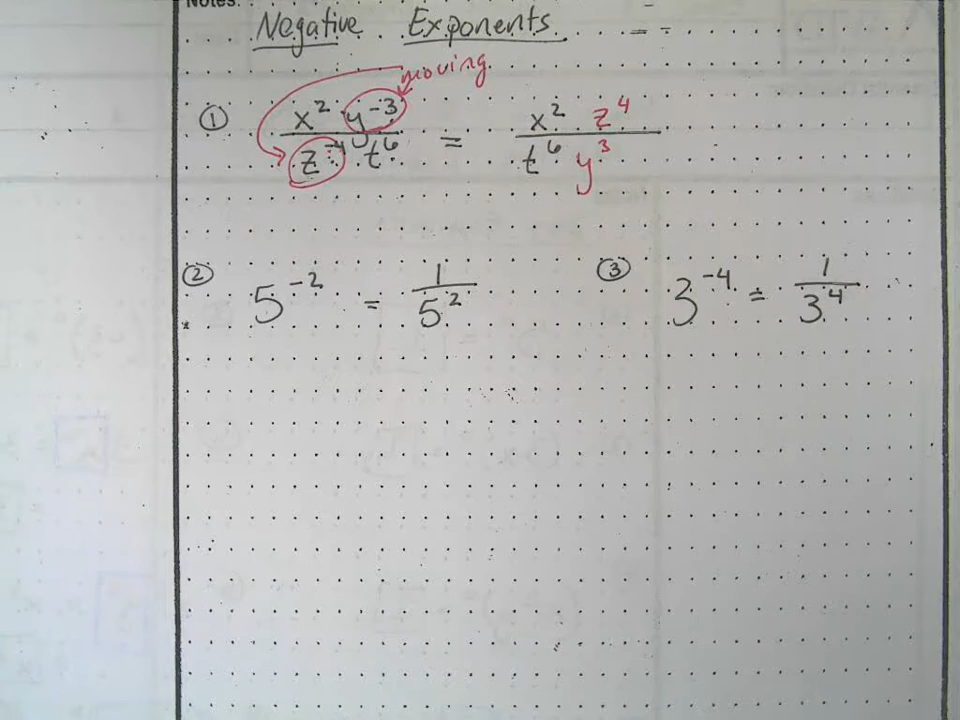 Notes:
Negative Exponents
moving
① x² y⁻³ / z⁻⁴ t⁶ = x² z⁴ / t⁶ y³
② 5⁻² = 1 / 5²
③ 3⁻⁴ = 1 / 3⁴